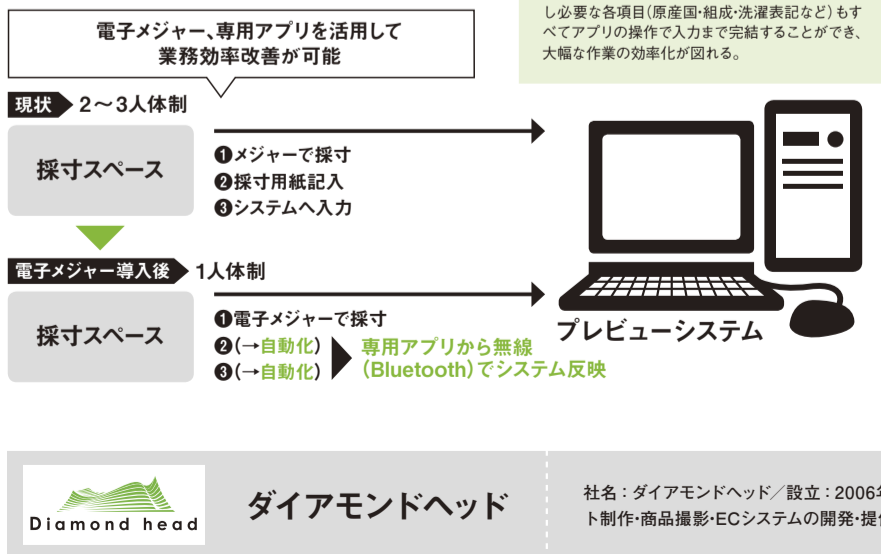 電子メジャー、専用アプリを活用して
業務効率改善が可能
し必要な各項目(原産国・組成・洗濯表記など)もす
べてアプリの操作で入力まで完結することができ、
大幅な作業の効率化が図れる。
現状 2〜3人体制
採寸スペース
❶メジャーで採寸
❷採寸用紙記入
❸システムへ入力
電子メジャー導入後 1人体制
採寸スペース
❶電子メジャーで採寸
❷(→自動化)
❸(→自動化)
専用アプリから無線
(Bluetooth)でシステム反映
プレビューシステム
Diamond head
ダイアモンドヘッド
社名：ダイアモンドヘッド／設立：2006年
ト制作・商品撮影・ECシステムの開発・提